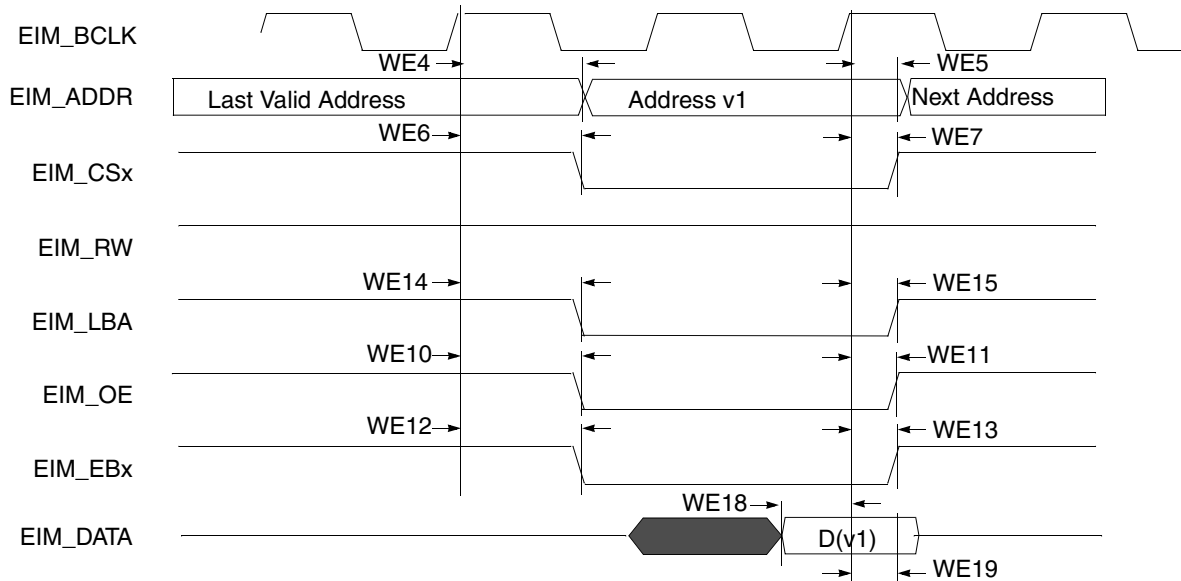 EIM_BCLK
WE4
WE5
EIM_ADDR
Last Valid Address
Address v1
Next Address
WE6
WE7
EIM_CSx
EIM_RW
WE14
WE15
EIM_LBA
WE10
WE11
EIM_OE
WE12
WE13
EIM_EBx
WE18
EIM_DATA
D(v1)
WE19